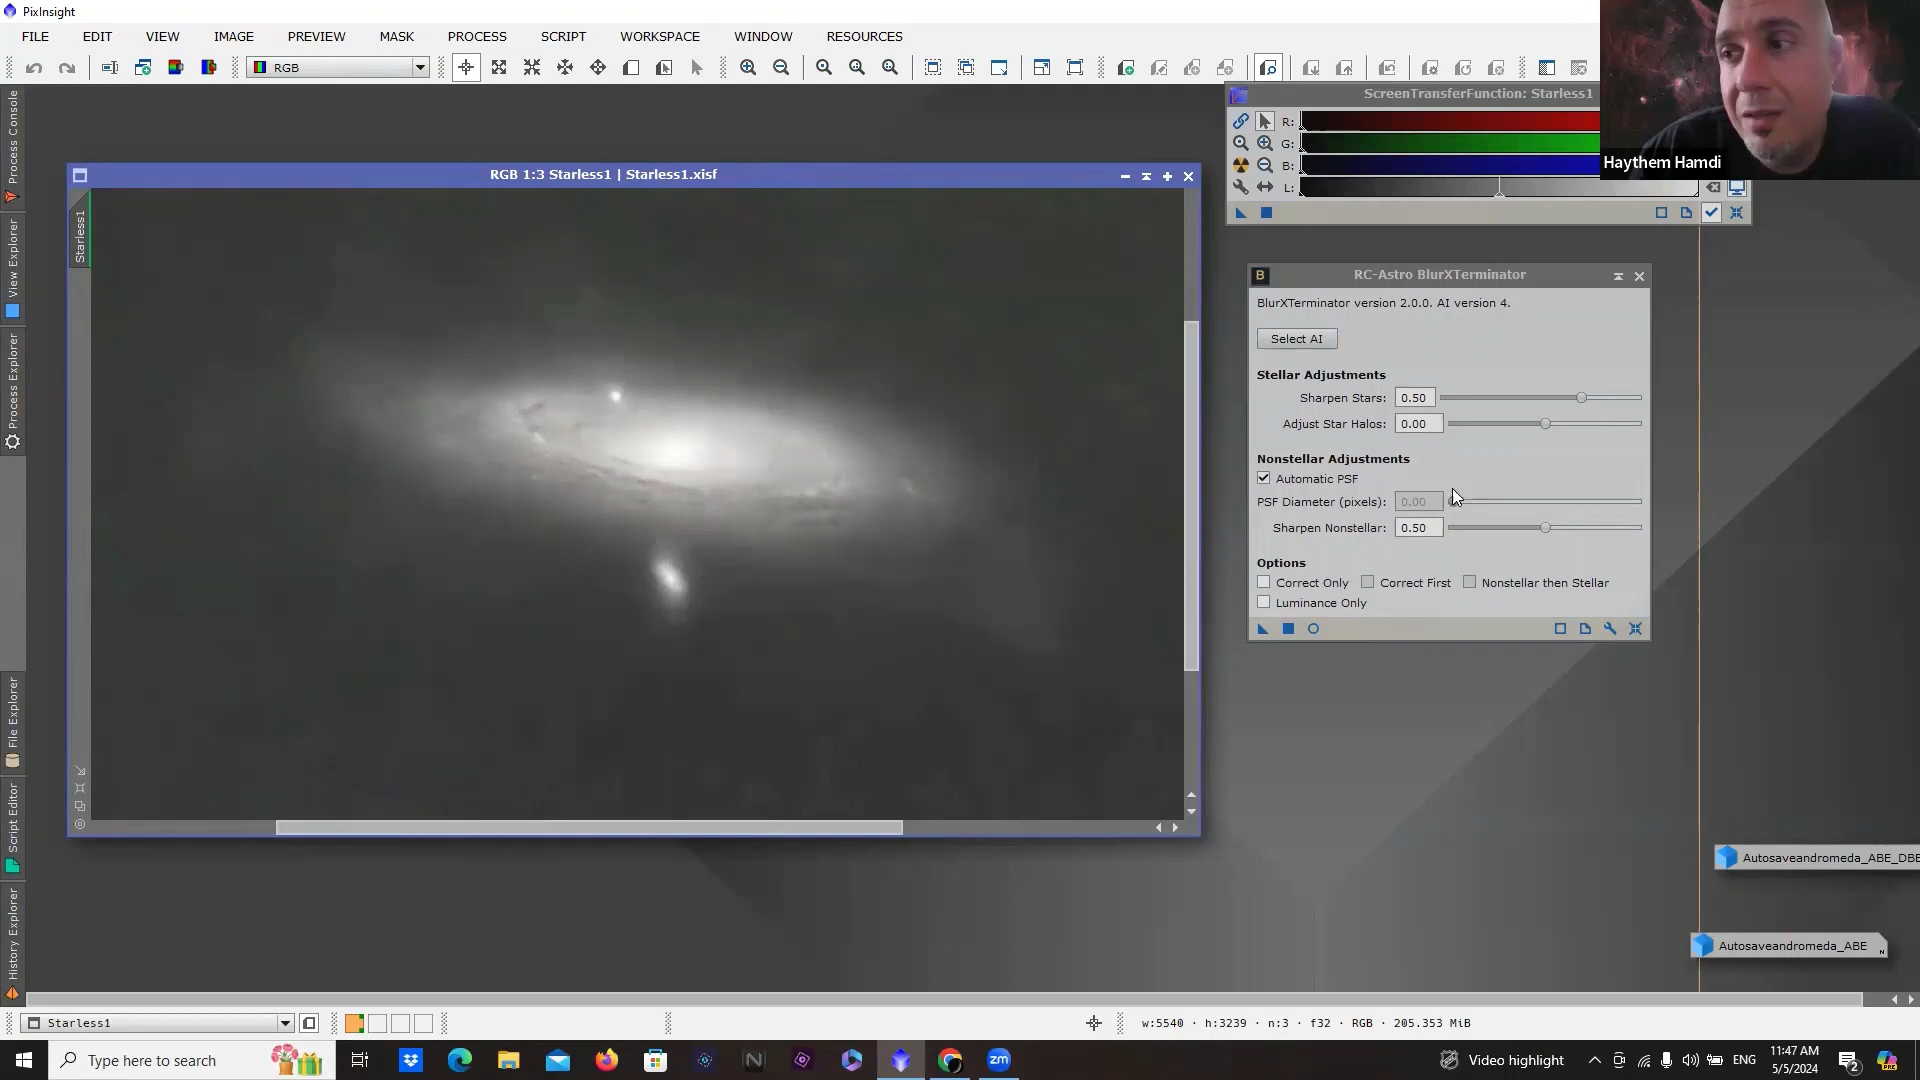 PixInsight
FILE EDIT VIEW IMAGE PREVIEW MASK PROCESS SCRIPT WORKSPACE WINDOW RESOURCES
RGB
Process Console
View Explorer
Process Explorer
File Explorer
Script Editor
History Explorer
RGB 1:3 Starless1 | Starless1.xisf
Starless1
ScreenTransferFunction: Starless1
R:
G:
B:
L:
Haythem Hamdi
B
RC-Astro BlurXTerminator
BlurXTerminator version 2.0.0. AI version 4.
Select AI
Stellar Adjustments
Sharpen Stars: 0.50
Adjust Star Halos: 0.00
Nonstellar Adjustments
Automatic PSF
PSF Diameter (pixels): 0.00
Sharpen Nonstellar: 0.50
Options
Correct Only Correct First Nonstellar then Stellar
Luminance Only
Autosaveandromeda_ABE_DBE
Autosaveandromeda_ABE
Starless1
w:5540 · h:3239 · n:3 · f32 · RGB · 205.353 MiB
Type here to search
zm
Video highlight
ENG
11:47 AM
5/5/2024
2